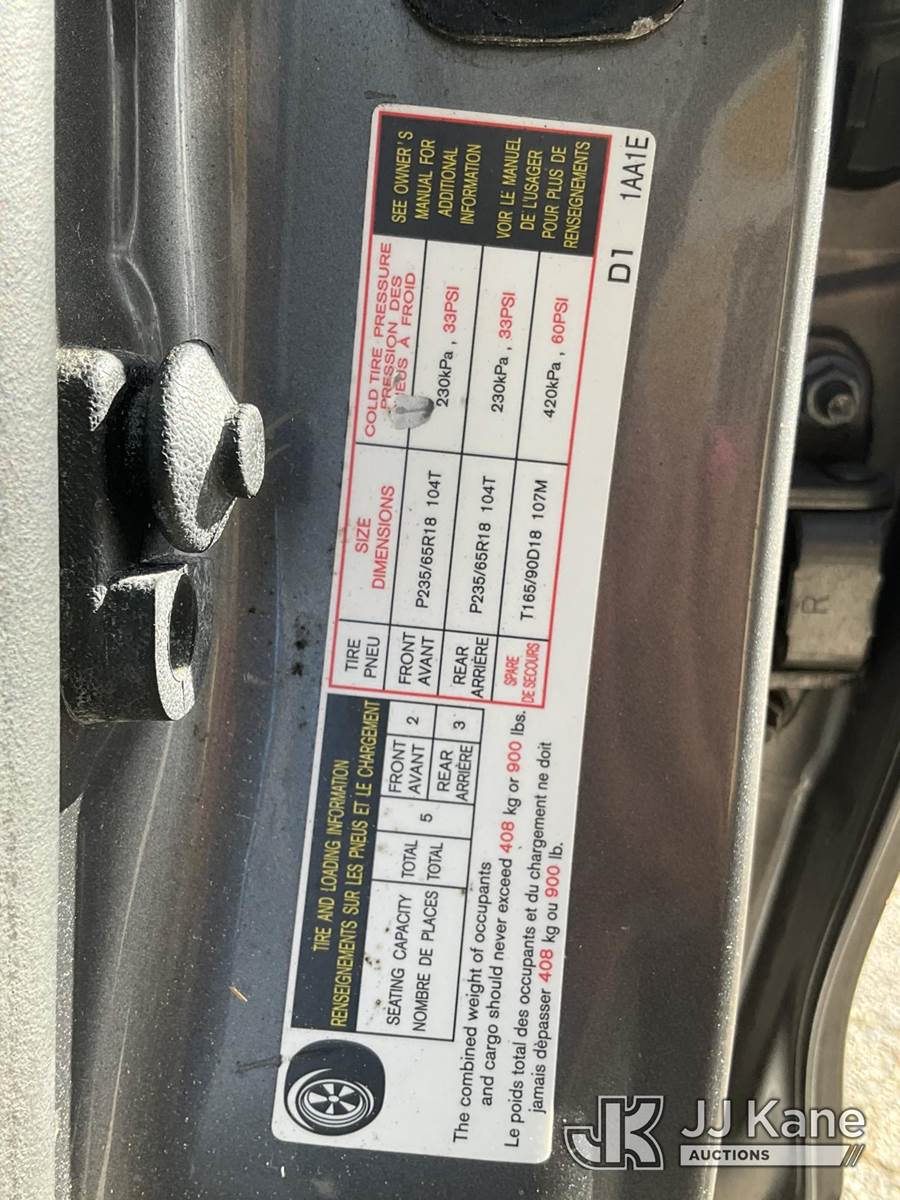 TIRE AND LOADING INFORMATION
RENSEIGNEMENTS SUR LES PNEUS ET LE CHARGEMENT
SEATING CAPACITY
NOMBRE DE PLACES
TOTAL
TOTAL
5
FRONT
AVANT
2
REAR
ARRIÈRE
3
The combined weight of occupants
and cargo should never exceed 408 kg or 900 lbs.
Le poids total des occupants et du chargement ne doit
jamais dépasser 408 kg ou 900 lb.
TIRE
PNEU
SIZE
DIMENSIONS
COLD TIRE PRESSURE
PRESSION DES
PNEUS À FROID
FRONT
AVANT
P235/65R18 104T
230kPa, 33PSI
REAR
ARRIÈRE
P235/65R18 104T
230kPa, 33PSI
SPARE
DE SECOURS
T165/90D18 107M
420kPa, 60PSI
SEE OWNER'S
MANUAL FOR
ADDITIONAL
INFORMATION
VOIR LE MANUEL
DE L'USAGER
POUR PLUS DE
RENSEIGNEMENTS
D1 1AA1E
R
JK JJ Kane
AUCTIONS